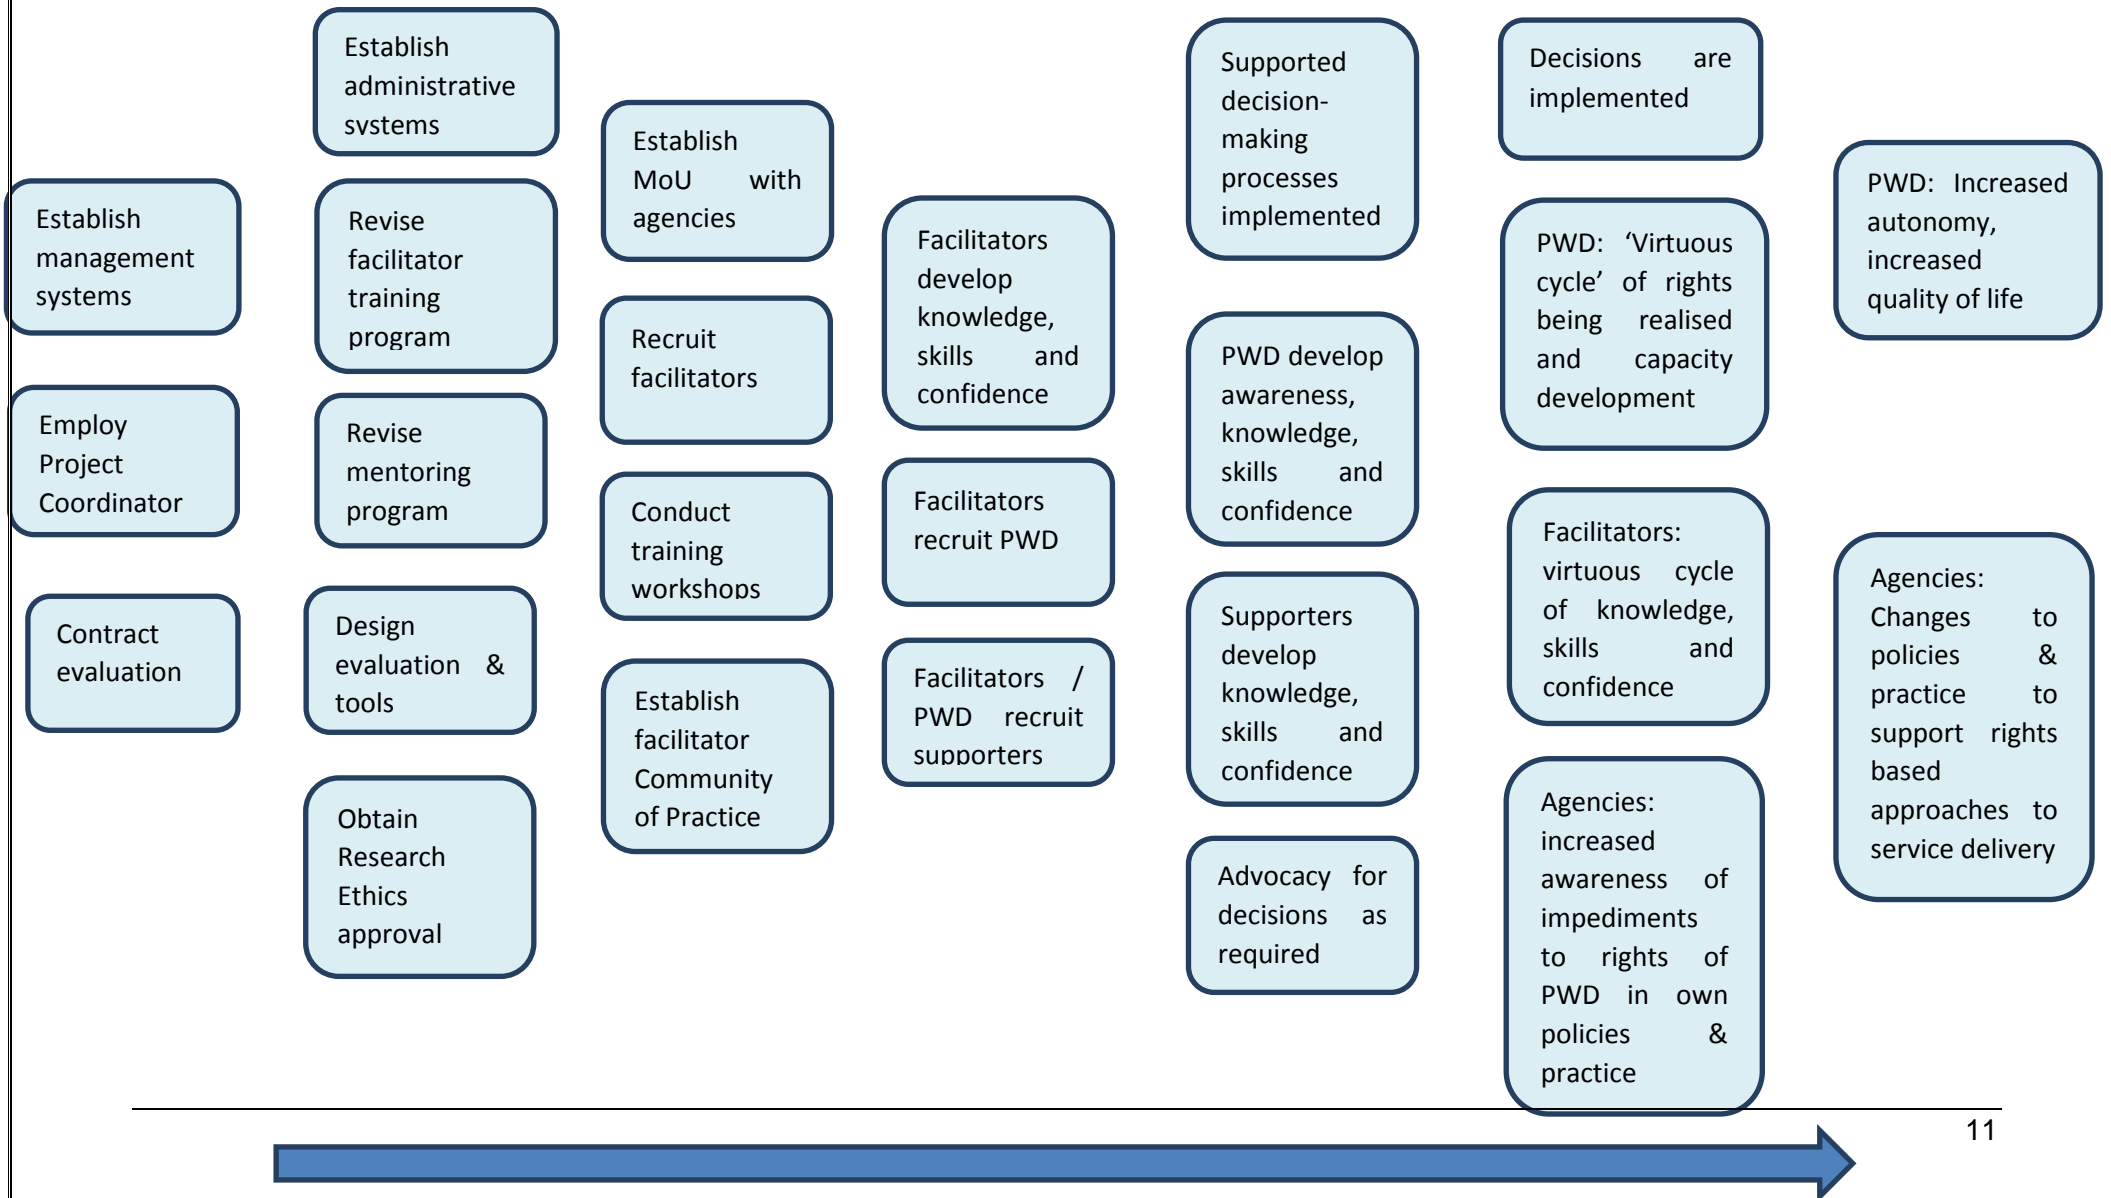 Establish
management
systems
Employ
Project
Coordinator
Contract
evaluation
Establish
administrative
systems
Revise
facilitator
training
program
Revise
mentoring
program
Design
evaluation &
tools
Obtain
Research
Ethics
approval
Establish
MoU with
agencies
Recruit
facilitators
Conduct
training
workshops
Establish
facilitator
Community
of Practice
Facilitators
develop
knowledge,
skills and
confidence
Facilitators
recruit PWD
Facilitators /
PWD recruit
supporters
Supported
decision-
making
processes
implemented
PWD develop
awareness,
knowledge,
skills and
confidence
Supporters
develop
knowledge,
skills and
confidence
Advocacy for
decisions as
required
Decisions are
implemented
PWD: ‘Virtuous
cycle’ of rights
being realised
and capacity
development
Facilitators:
virtuous cycle
of knowledge,
skills and
confidence
Agencies:
increased
awareness of
impediments
to rights of
PWD in own
policies &
practice
PWD: Increased
autonomy,
increased
quality of life
Agencies:
Changes to
policies &
practice to
support rights
based
approaches to
service delivery
11